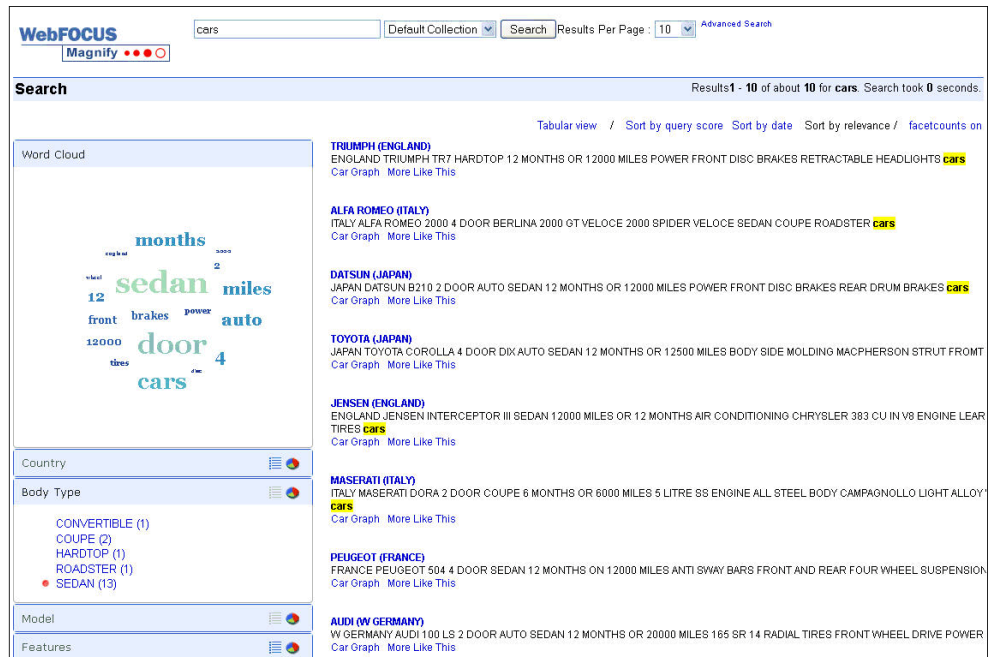 WebFOCUS
Magnify
cars
Default Collection
Search
Results Per Page :
10
Advanced Search
Search
Results1 - 10 of about 10 for cars. Search took 0 seconds.
Tabular view / Sort by query score Sort by date Sort by relevance / facetcounts on
Word Cloud
months
england
2000
2
wheel
sedan
miles
12
front
brakes
power
auto
12000
door
4
tires
disc
cars
Country
Body Type
CONVERTIBLE (1)
COUPE (2)
HARDTOP (1)
ROADSTER (1)
SEDAN (13)
Model
Features
TRIUMPH (ENGLAND)
ENGLAND TRIUMPH TR7 HARDTOP 12 MONTHS OR 12000 MILES POWER FRONT DISC BRAKES RETRACTABLE HEADLIGHTS cars
Car Graph More Like This
ALFA ROMEO (ITALY)
ITALY ALFA ROMEO 2000 4 DOOR BERLINA 2000 GT VELOCE 2000 SPIDER VELOCE SEDAN COUPE ROADSTER cars
Car Graph More Like This
DATSUN (JAPAN)
JAPAN DATSUN B210 2 DOOR AUTO SEDAN 12 MONTHS OR 12000 MILES POWER FRONT DISC BRAKES REAR DRUM BRAKES cars
Car Graph More Like This
TOYOTA (JAPAN)
JAPAN TOYOTA COROLLA 4 DOOR DIX AUTO SEDAN 12 MONTHS OR 12500 MILES BODY SIDE MOLDING MACPHERSON STRUT FROMT
Car Graph More Like This
JENSEN (ENGLAND)
ENGLAND JENSEN INTERCEPTOR III SEDAN 12000 MILES OR 12 MONTHS AIR CONDITIONING CHRYSLER 383 CU IN V8 ENGINE LEAR
TIRES cars
Car Graph More Like This
MASERATI (ITALY)
ITALY MASERATI DORA 2 DOOR COUPE 6 MONTHS OR 6000 MILES 5 LITRE SS ENGINE ALL STEEL BODY CAMPAGNOLLO LIGHT ALLOY
cars
Car Graph More Like This
PEUGEOT (FRANCE)
FRANCE PEUGEOT 504 4 DOOR SEDAN 12 MONTHS ON 12000 MILES ANTI SWAY BARS FRONT AND REAR FOUR WHEEL SUSPENSION
Car Graph More Like This
AUDI (W GERMANY)
W GERMANY AUDI 100 LS 2 DOOR AUTO SEDAN 12 MONTHS OR 20000 MILES 165 SR 14 RADIAL TIRES FRONT WHEEL DRIVE POWER
Car Graph More Like This